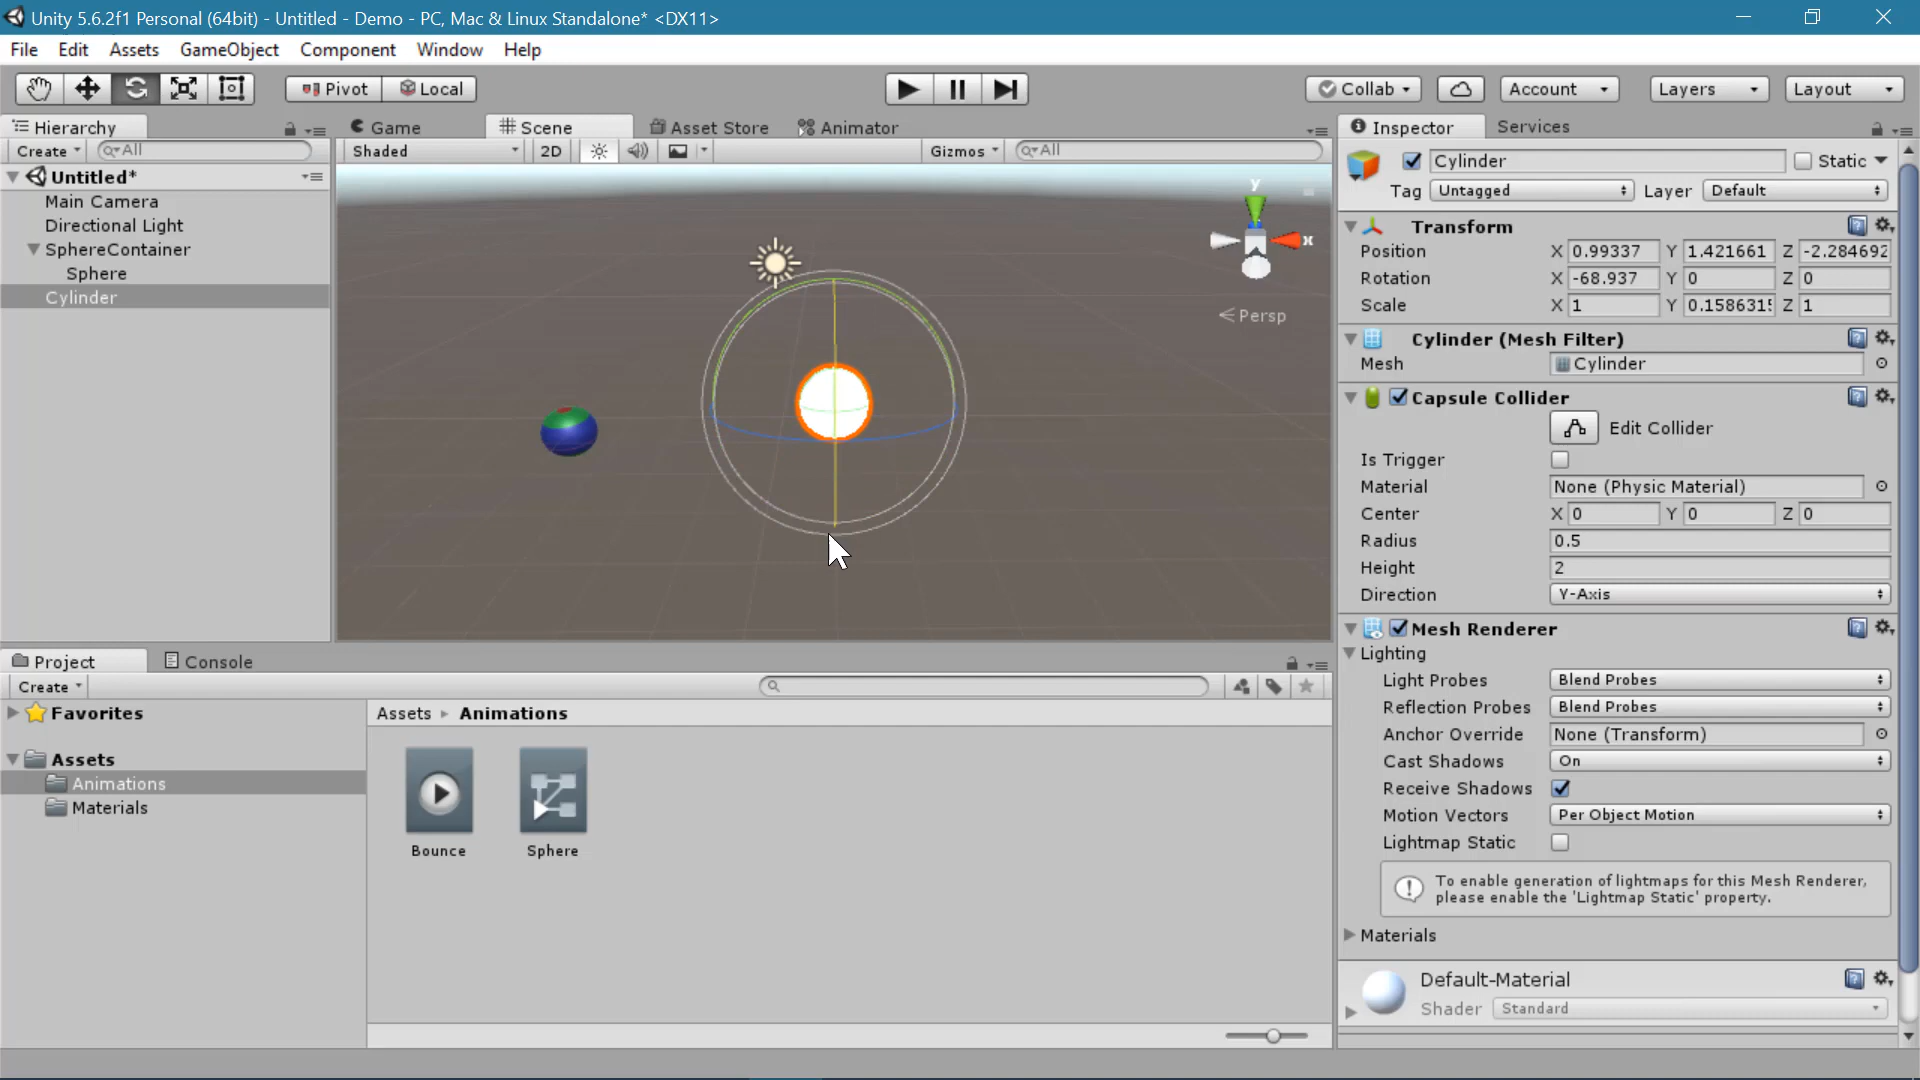 Unity 5.6.2f1 Personal (64bit) - Untitled - Demo - PC, Mac & Linux Standalone* <DX11>
File Edit Assets GameObject Component Window Help
Pivot Local Collab Account Layers Layout
Hierarchy
Create All
Untitled*
Main Camera
Directional Light
SphereContainer
Sphere
Cylinder
Game Scene Asset Store Animator
Shaded 2D Gizmos All
y
x
Persp
Inspector Services
Cylinder Static
Tag Untagged Layer Default
Transform
Position X 0.99337 Y 1.421661 Z -2.284692
Rotation X -68.937 Y 0 Z 0
Scale X 1 Y 0.1586315 Z 1
Cylinder (Mesh Filter)
Mesh Cylinder
Capsule Collider
Edit Collider
Is Trigger
Material None (Physic Material)
Center X 0 Y 0 Z 0
Radius 0.5
Height 2
Direction Y-Axis
Mesh Renderer
Lighting
Light Probes Blend Probes
Reflection Probes Blend Probes
Anchor Override None (Transform)
Cast Shadows On
Receive Shadows
Motion Vectors Per Object Motion
Lightmap Static
To enable generation of lightmaps for this Mesh Renderer,
please enable the 'Lightmap Static' property.
Materials
Default-Material
Shader Standard
Project Console
Create
Favorites
Assets
Animations
Materials
Assets Animations
Bounce Sphere